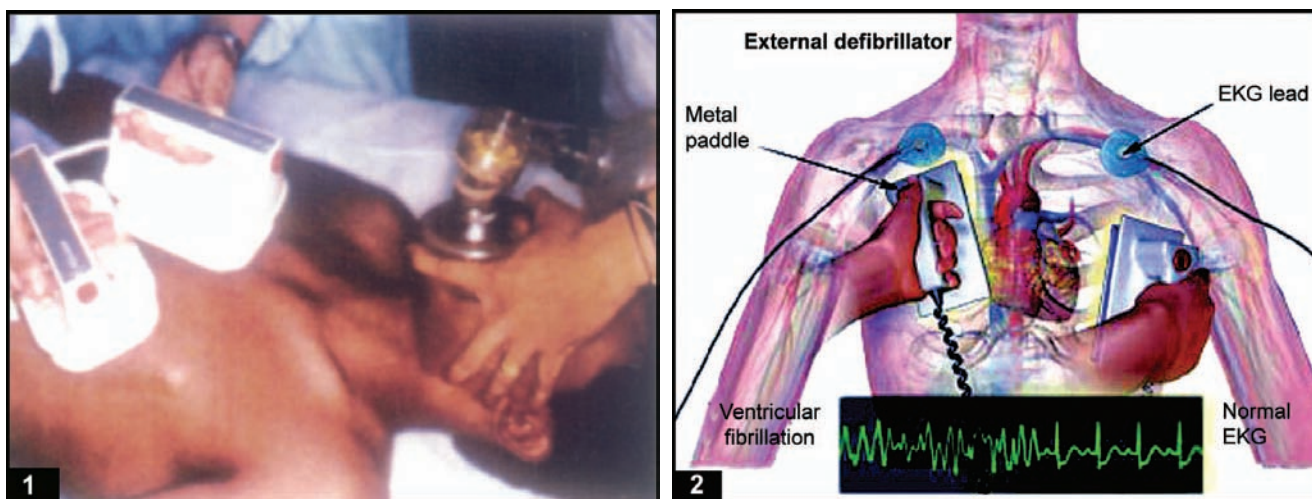 1
External defibrillator
EKG lead
Metal
paddle
Ventricular
fibrillation
Normal
EKG
2